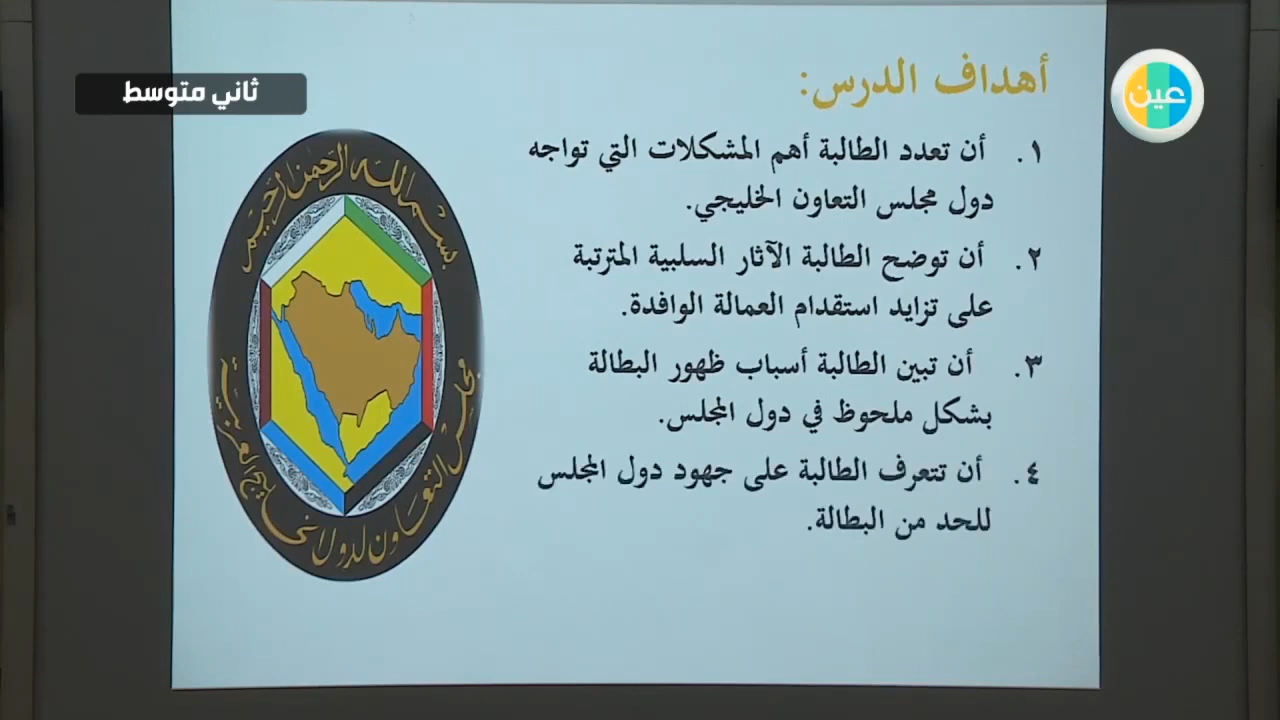 ثاني متوسط
عين
أهداف الدرس:
١. أن تعدد الطالبة أهم المشكلات التي تواجه
دول مجلس التعاون الخليجي.
٢. أن توضح الطالبة الآثار السلبية المترتبة
على تزايد استقدام العمالة الوافدة.
٣. أن تبين الطالبة أسباب ظهور البطالة
بشكل ملحوظ في دول المجلس.
٤. أن تتعرف الطالبة على جهود دول المجلس
للحد من البطالة.
بسم الله الرحمن الرحيم
مجلس التعاون لدول الخليج العربية